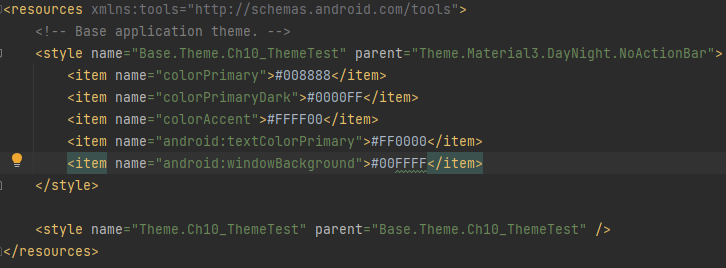 <resources xmlns:tools="http://schemas.android.com/tools">
<!-- Base application theme. -->
<style name="Base.Theme.Ch10_ThemeTest" parent="Theme.Material3.DayNight.NoActionBar">
<item name="colorPrimary">#008888</item>
<item name="colorPrimaryDark">#0000FF</item>
<item name="colorAccent">#FFFF00</item>
<item name="android:textColorPrimary">#FF0000</item>
<item name="android:windowBackground">#00FFFF</item>
</style>
<style name="Theme.Ch10_ThemeTest" parent="Base.Theme.Ch10_ThemeTest" />
</resources>